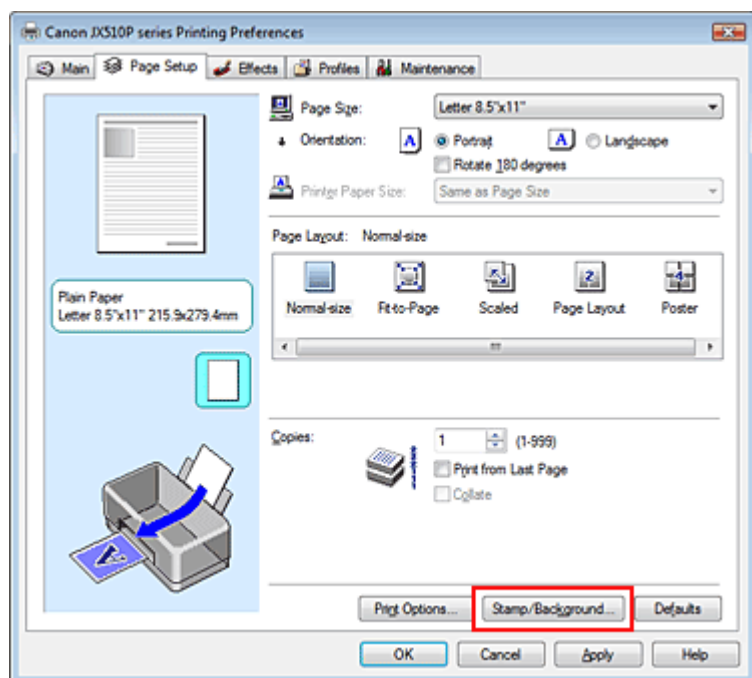 Canon JX510P series Printing Preferences
Main Page Setup Effects Profiles Maintenance
Page Size: Letter 8.5"x11"
Orientation: A Portrait A Landscape
Rotate 180 degrees
Printer Paper Size: Same as Page Size
Page Layout: Normal-size
Normal-size Fit-to-Page Scaled Page Layout Poster
Plain Paper
Letter 8.5"x11" 215.9x279.4mm
Copies: 1 (1-999)
Print from Last Page
Collate
Print Options... Stamp/Background... Defaults
OK Cancel Apply Help